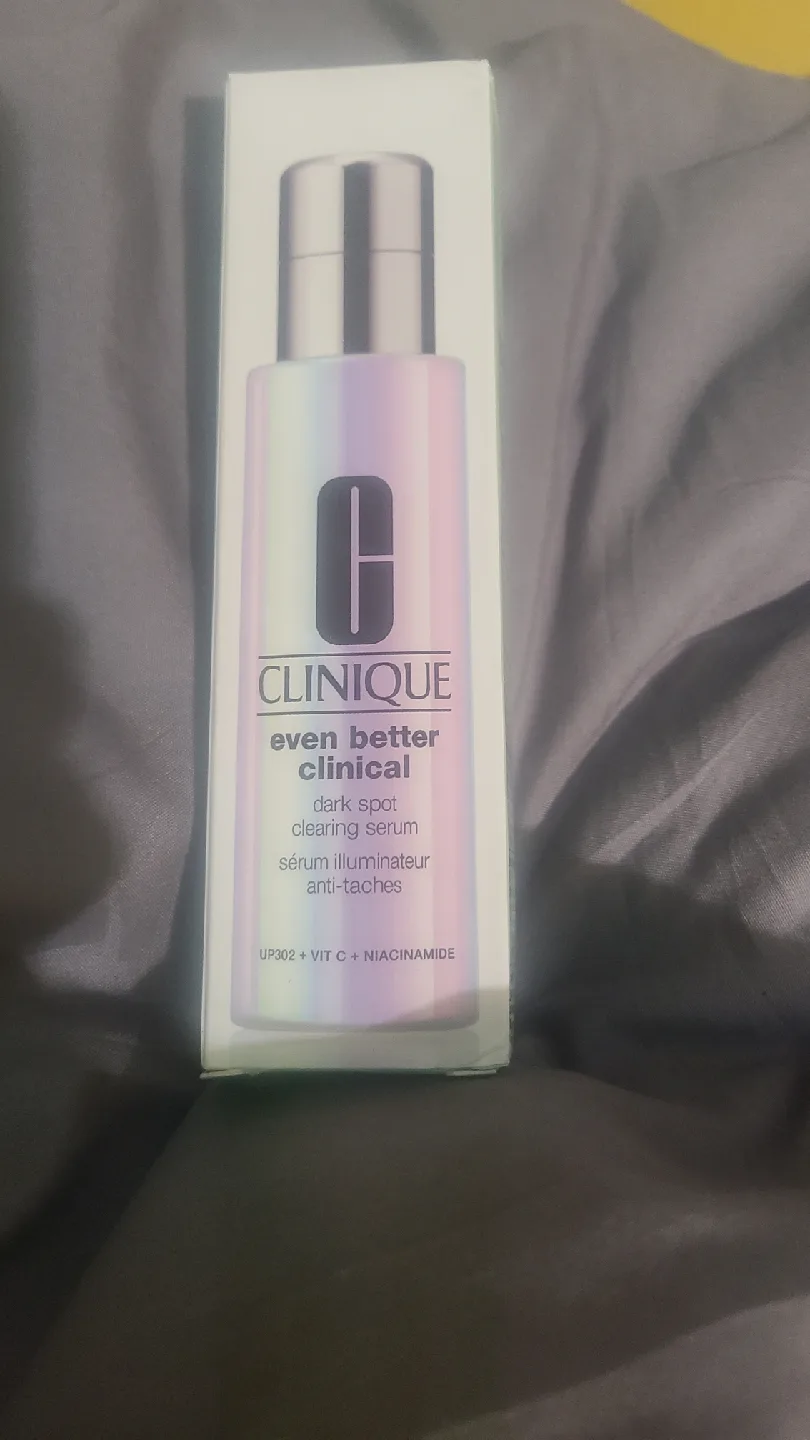 CLINIQUE
even better
clinical
dark spot
clearing serum
sérum illuminateur
anti-taches
UP302 + VIT C + NIACINAMIDE